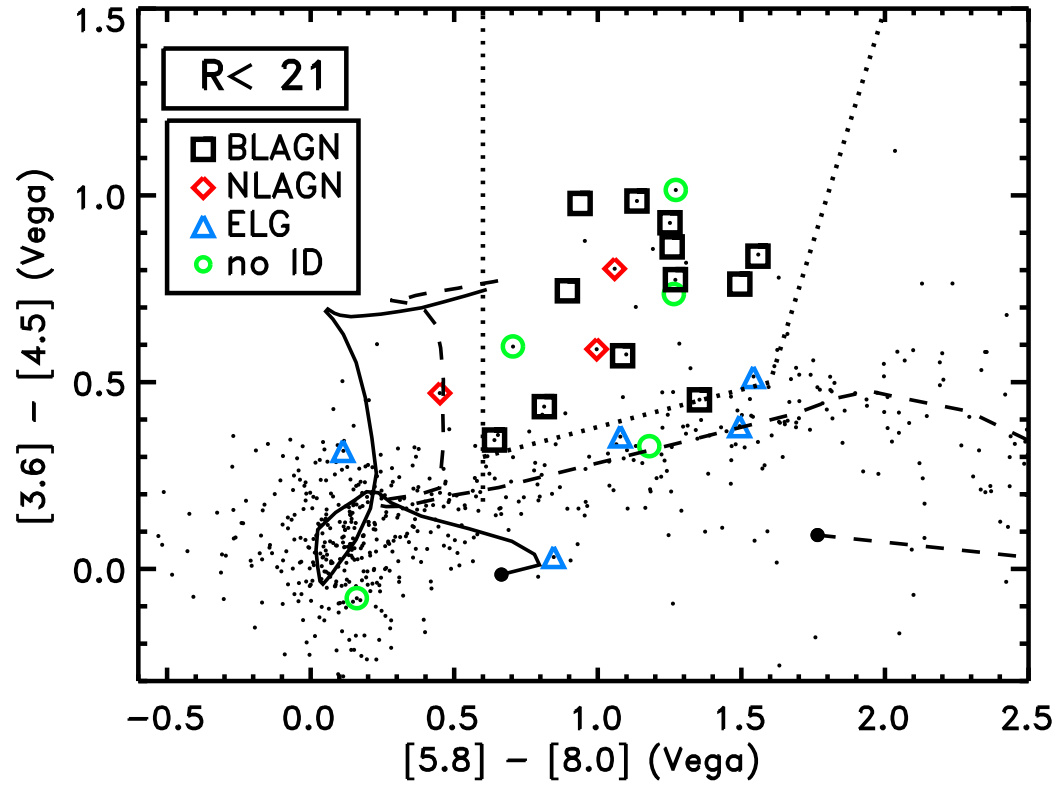 1.5
R< 21
BLAGN
NLAGN
ELG
no ID
1.0
0.5
0.0
[3.6] − [4.5] (Vega)
−0.5 0.0 0.5 1.0 1.5 2.0 2.5
[5.8] − [8.0] (Vega)